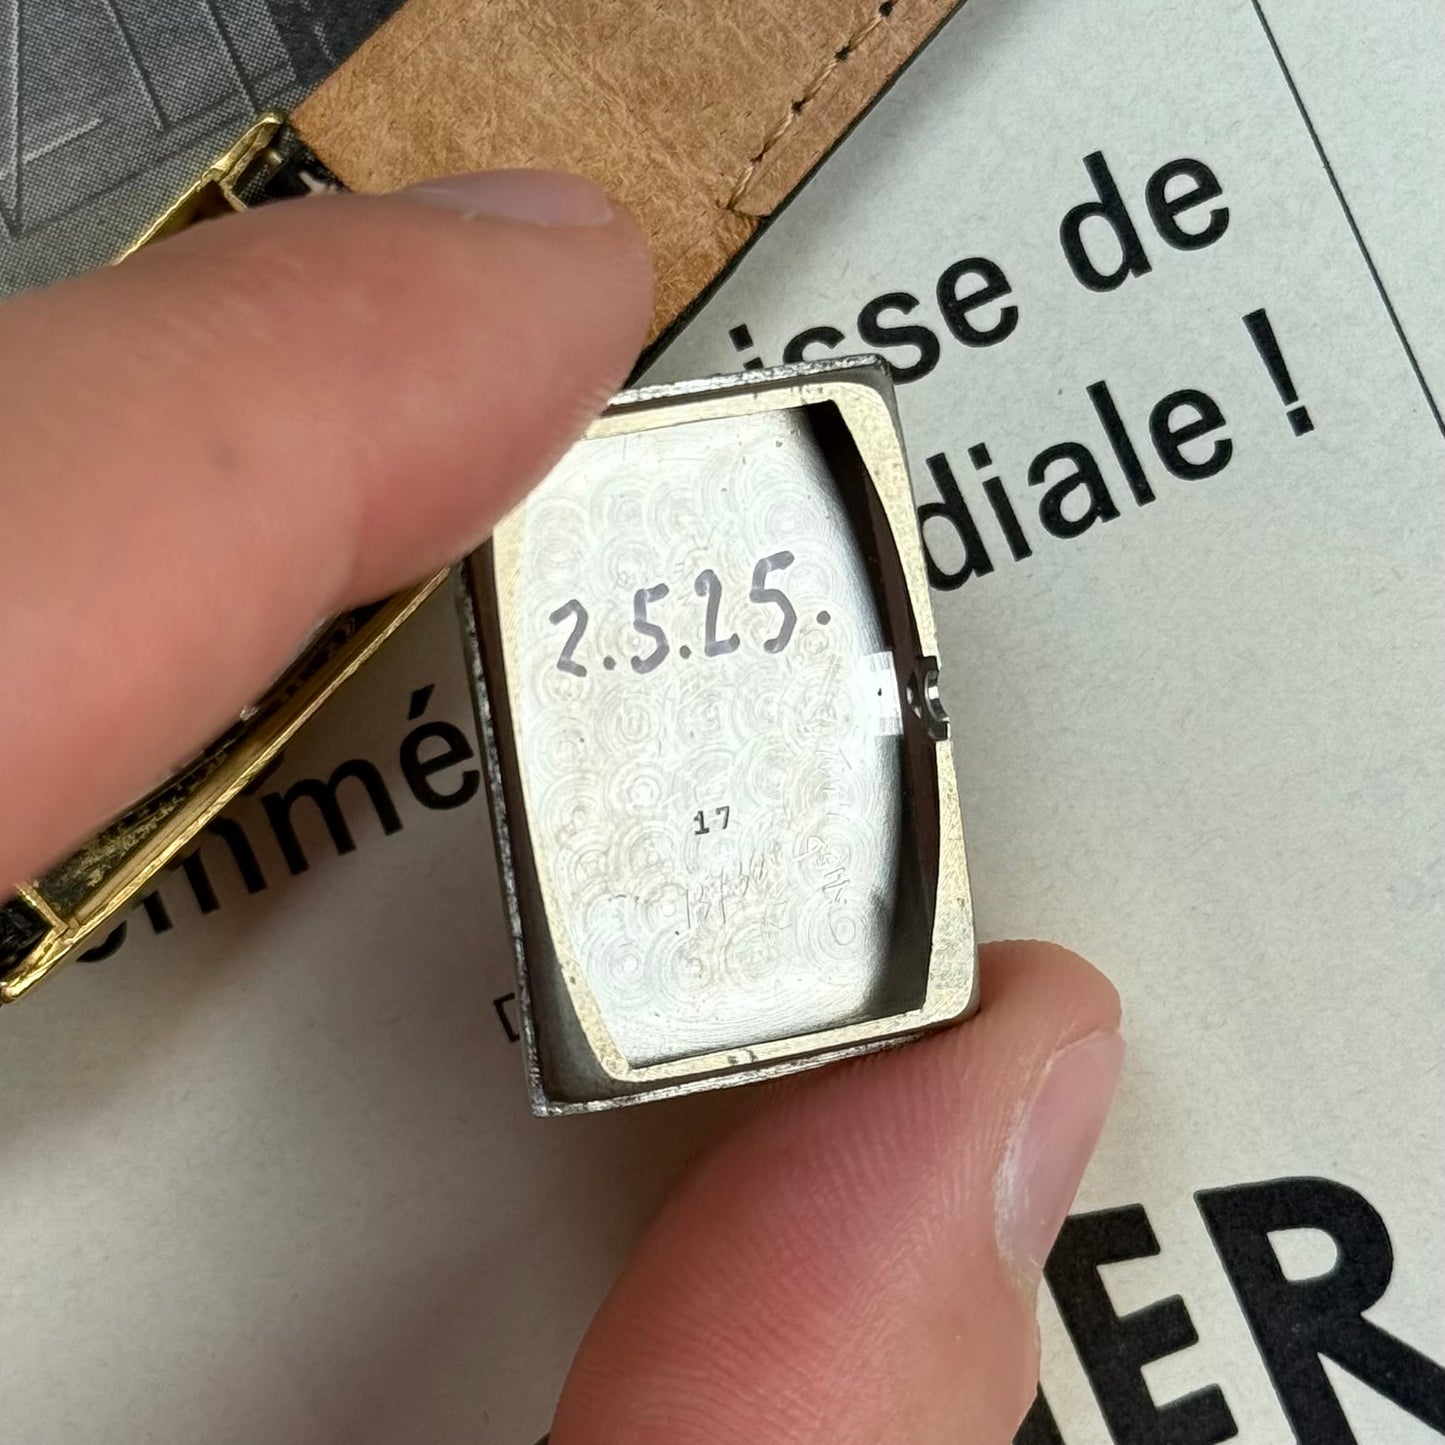 isse de
diale !
2.5.25.
mmé
17
ER